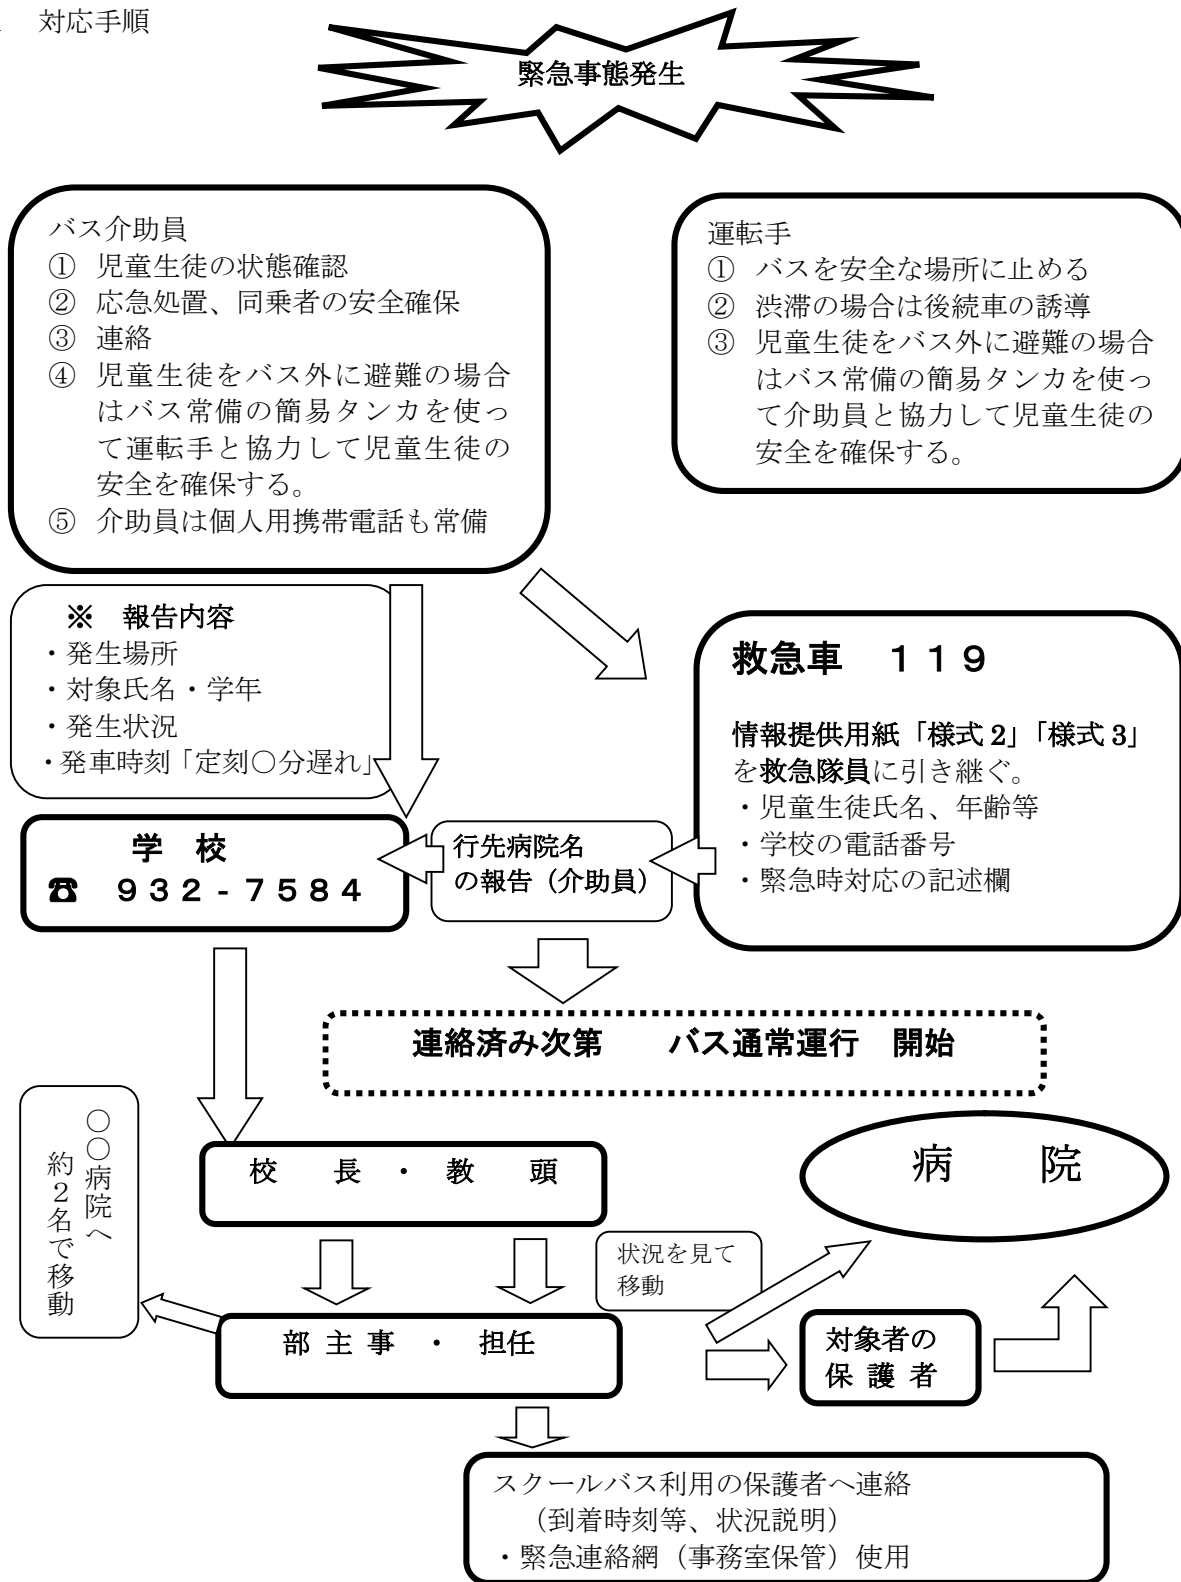 対応手順
緊急事態発生
バス介助員
① 児童生徒の状態確認
② 応急処置、同乗者の安全確保
③ 連絡
④ 児童生徒をバス外に避難の場合
はバス常備の簡易タンカを使っ
て運転手と協力して児童生徒の
安全を確保する。
⑤ 介助員は個人用携帯電話も常備
運転手
① バスを安全な場所に止める
② 渋滞の場合は後続車の誘導
③ 児童生徒をバス外に避難の場合
はバス常備の簡易タンカを使っ
て介助員と協力して児童生徒の
安全を確保する。
※ 報告内容
・発生場所
・対象氏名・学年
・発生状況
・発車時刻「定刻○分遅れ」
救急車 １１９
情報提供用紙「様式２」「様式３」
を救急隊員に引き継ぐ。
・児童生徒氏名、年齢等
・学校の電話番号
・緊急時対応の記述欄
学 校
☎ ９３２-７５８４
行先病院名
の報告（介助員）
連絡済み次第 バス通常運行 開始
○○病院へ
約２名で移動
校 長 ・ 教 頭
病 院
状況を見て
移動
部 主 事 ・ 担任
対象者の
保 護 者
スクールバス利用の保護者へ連絡
（到着時刻等、状況説明）
・緊急連絡網（事務室保管）使用